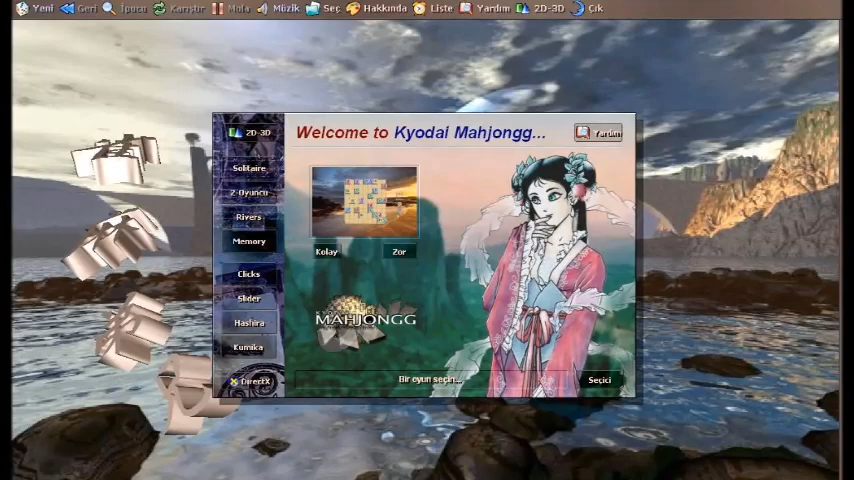 Yeni Geri İpucu Karıştır Mola Müzik Seç Hakkında Liste Yardım 2D-3D Çık
2D-3D
Welcome to Kyodai Mahjongg...
Yardım
Solitaire
2-Oyuncu
Rivers
Memory
Kolay
Zor
Clicks
Slider
Hashira
Kumika
MAHJONGG
DirectX
Bir oyun seçin...
Seçici